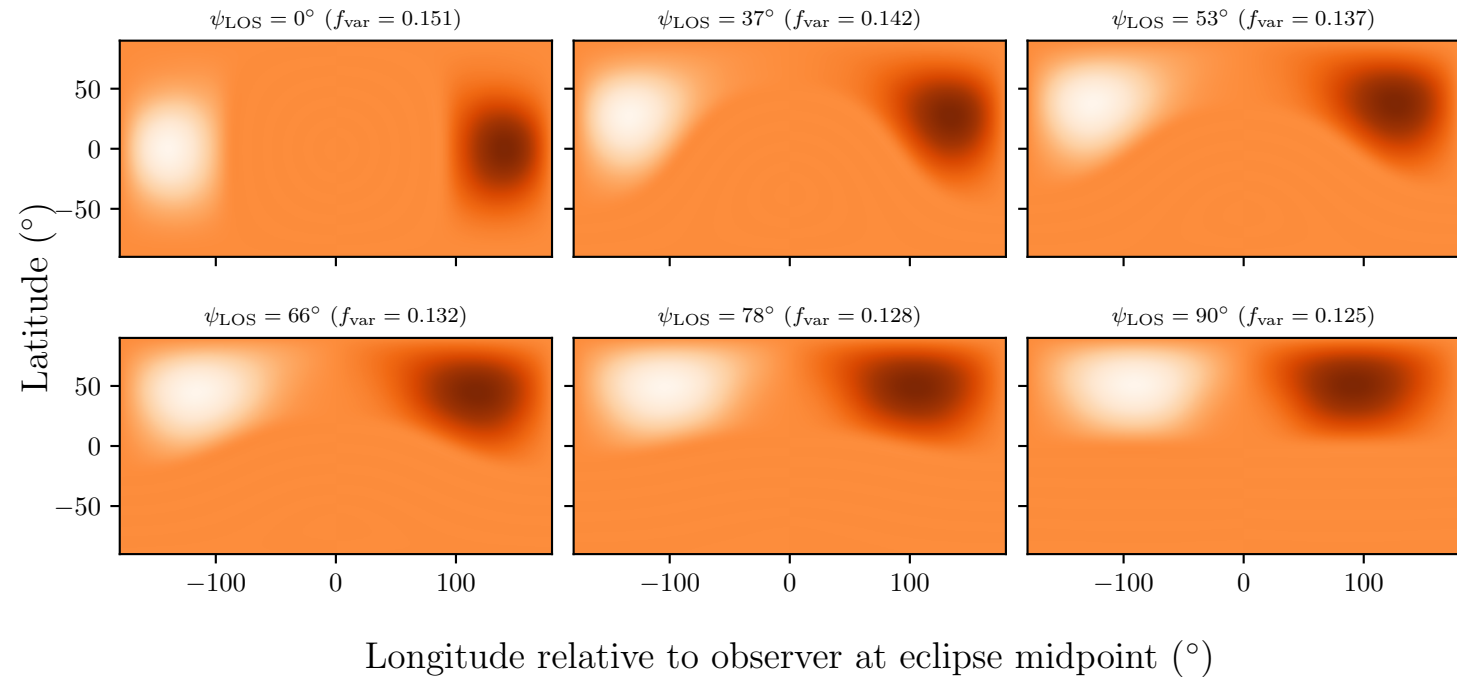 ψLOS = 0° (fvar = 0.151)
ψLOS = 37° (fvar = 0.142)
ψLOS = 53° (fvar = 0.137)
50
0
−50
ψLOS = 66° (fvar = 0.132)
ψLOS = 78° (fvar = 0.128)
ψLOS = 90° (fvar = 0.125)
50
0
−50
Latitude (°)
−100 0 100
−100 0 100
−100 0 100
Longitude relative to observer at eclipse midpoint (°)